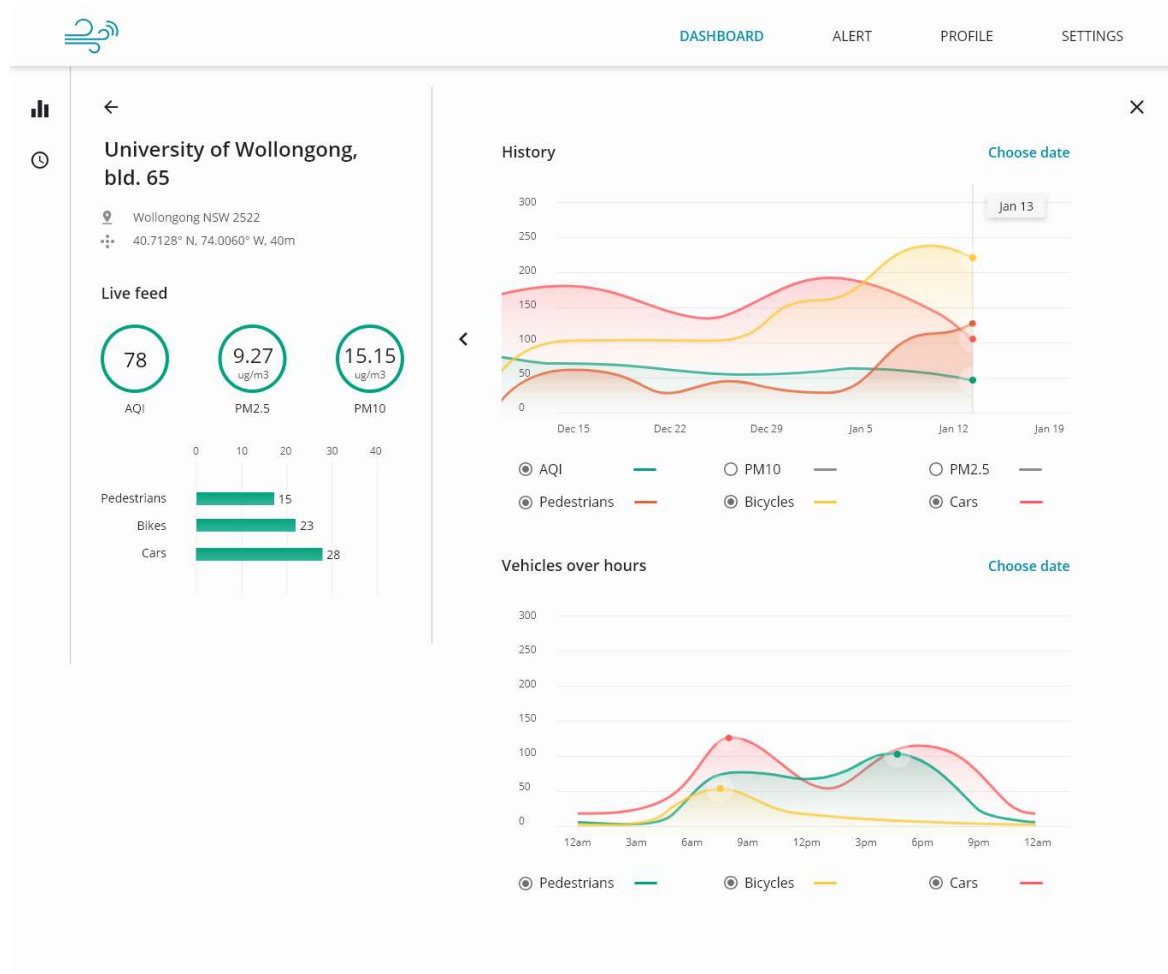 DASHBOARD ALERT PROFILE SETTINGS
University of Wollongong,
bld. 65
Wollongong NSW 2522
40.7128° N, 74.0060° W, 40m
Live feed
78
AQI
9.27
ug/m3
PM2.5
15.15
ug/m3
PM10
0 10 20 30 40
Pedestrians 15
Bikes 23
Cars 28
History Choose date
Jan 13
300
250
200
150
100
50
0
Dec 15 Dec 22 Dec 29 Jan 5 Jan 12 Jan 19
AQI PM10 PM2.5
Pedestrians Bicycles Cars
Vehicles over hours Choose date
300
250
200
150
100
50
0
12am 3am 6am 9am 12pm 3pm 6pm 9pm 12am
Pedestrians Bicycles Cars